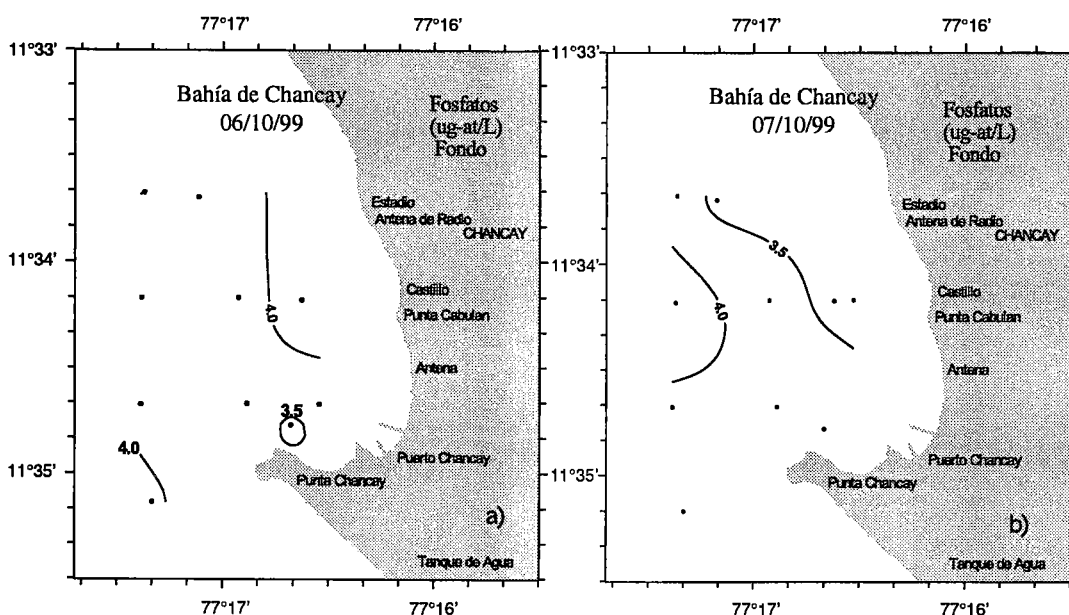 77°17'
77°16'
11°33'
11°34'
11°35'
Bahía de Chancay
06/10/99
Fosfatos
(ug-at/L)
Fondo
Estadio
Antena de Radio
CHANCAY
Castillo
4.0
Punta Cabulan
Antena
3.5
4.0
Puerto Chancay
Punta Chancay
a)
Tanque de Agua
77°17'
77°16'
77°17'
77°16'
11°33'
11°34'
11°35'
Bahía de Chancay
07/10/99
Fosfatos
(ug-at/L)
Fondo
Estadio
Antena de Radio
CHANCAY
3.5
Castillo
4.0
Punta Cabulan
Antena
Puerto Chancay
Punta Chancay
b)
Tanque de Agua
77°17'
77°16'